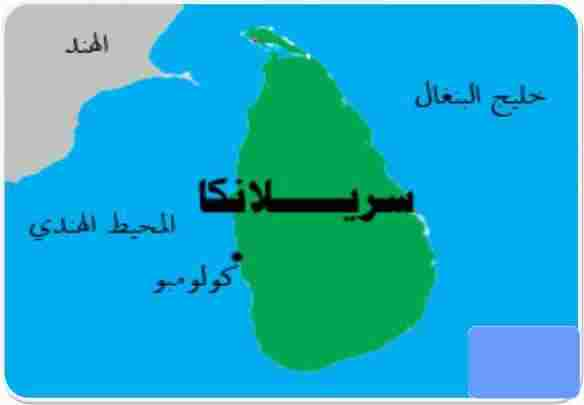 الهند
خليج البنغال
سريـــلانكا
المحيط الهندي
كولومبو